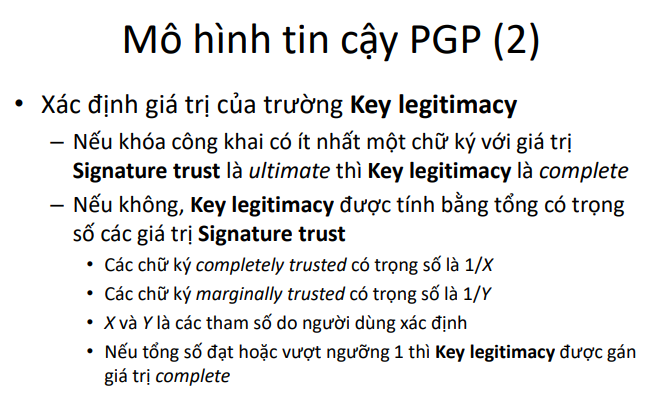 Mô hình tin cậy PGP (2)
• Xác định giá trị của trường Key legitimacy
– Nếu khóa công khai có ít nhất một chữ ký với giá trị
Signature trust là ultimate thì Key legitimacy là complete
– Nếu không, Key legitimacy được tính bằng tổng có trọng
số các giá trị Signature trust
• Các chữ ký completely trusted có trọng số là 1/X
• Các chữ ký marginally trusted có trọng số là 1/Y
• X và Y là các tham số do người dùng xác định
• Nếu tổng số đạt hoặc vượt ngưỡng 1 thì Key legitimacy được gán
giá trị complete